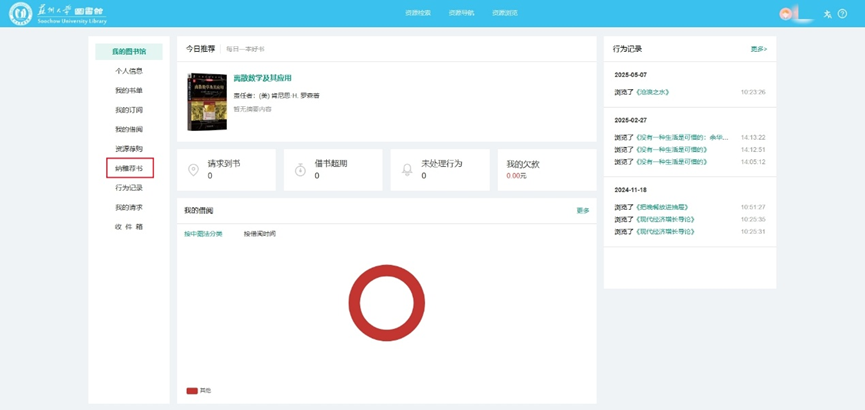 苏州大学 图书馆
Soochow University Library
资源检索 资源导航 资源浏览
我的图书馆
个人信息
我的书单
我的订阅
我的借阅
资源荐购
纳雅荐书
行为记录
我的请求
收 件 箱
今日推荐 每日一本好书
离散数学及其应用
责任者：(美) 肯尼思·H. 罗森著
暂无摘要内容
请求到书
0
借书超期
0
未处理行为
0
我的欠款
0.00元
我的借阅 更多
按中图法分类 按借阅时间
其他
行为记录 更多>
2025-05-07
浏览了《沧浪之水》 10:23:26
2025-02-27
浏览了《没有一种生活是可惜的：余华... 14:13:22
浏览了《没有一种生活是可惜的》 14:12:51
浏览了《没有一种生活是可惜的》 14:05:12
2024-11-18
浏览了《把晚霞放进抽屉》 10:51:27
浏览了《现代经济增长导论》 10:25:35
浏览了《现代经济增长导论》 10:25:31